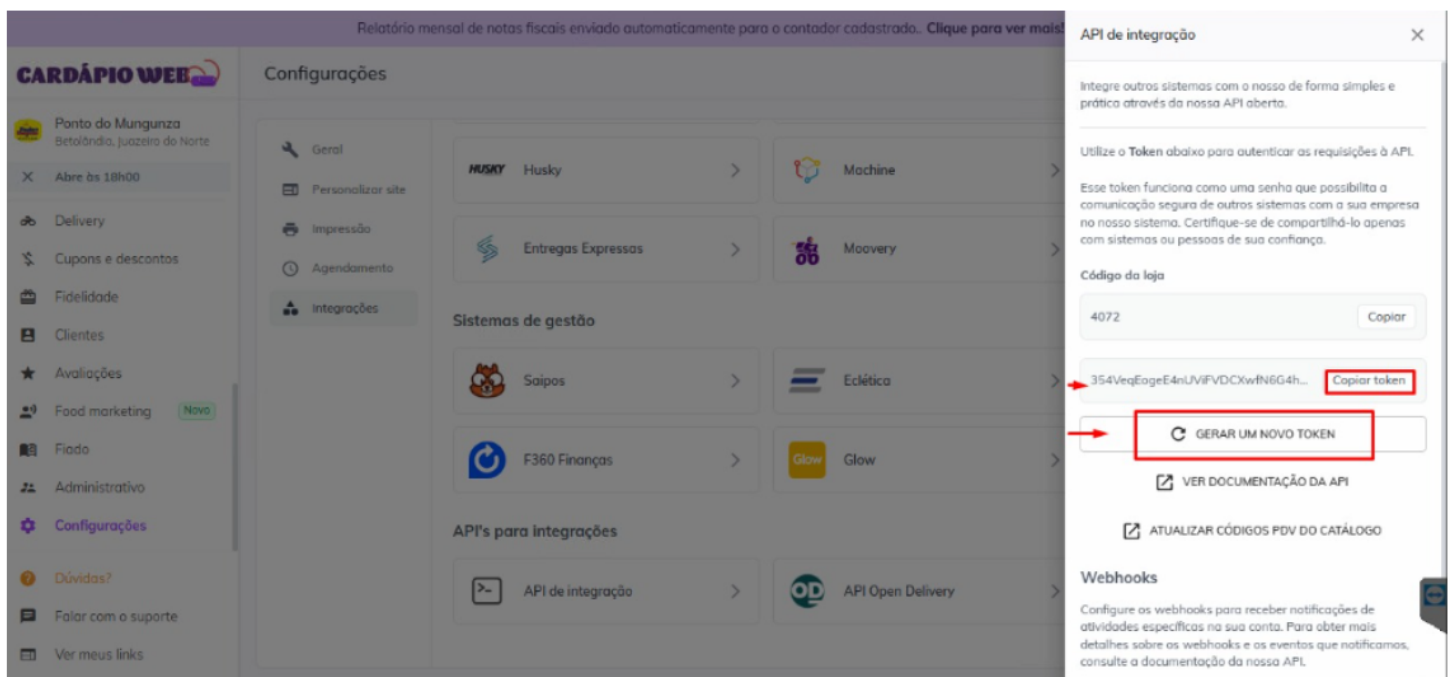 Relatório mensal de notas fiscais enviado automaticamente para o contador cadastrado.. Clique para ver mais!
CARDÁPIO WEB
Ponto do Mungunza
Betolândia, Juazeiro do Norte
Abre às 18h00
Delivery
Cupons e descontos
Fidelidade
Clientes
Avaliações
Food marketing Novo
Fiado
Administrativo
Configurações
Dúvidas?
Falar com o suporte
Ver meus links
Configurações
Geral
Personalizar site
Impressão
Agendamento
Integrações
HUSKY Husky
Machine
Entregas Expressas
Moovery
Sistemas de gestão
Saipos
Eclética
F360 Finanças
Glow Glow
API's para integrações
API de integração
OD API Open Delivery
API de integração
Integre outros sistemas com o nosso de forma simples e
prática através da nossa API aberta.
Utilize o Token abaixo para autenticar as requisições à API.
Esse token funciona como uma senha que possibilita a
comunicação segura de outros sistemas com a sua empresa
no nosso sistema. Certifique-se de compartilhá-lo apenas
com sistemas ou pessoas de sua confiança.
Código da loja
4072 Copiar
354VeqEogeE4nUViFVDCXwfN6G4h... Copiar token
GERAR UM NOVO TOKEN
VER DOCUMENTAÇÃO DA API
ATUALIZAR CÓDIGOS PDV DO CATÁLOGO
Webhooks
Configure os webhooks para receber notificações de
atividades específicas na sua conta. Para obter mais
detalhes sobre os webhooks e os eventos que notificamos,
consulte a documentação da nossa API.